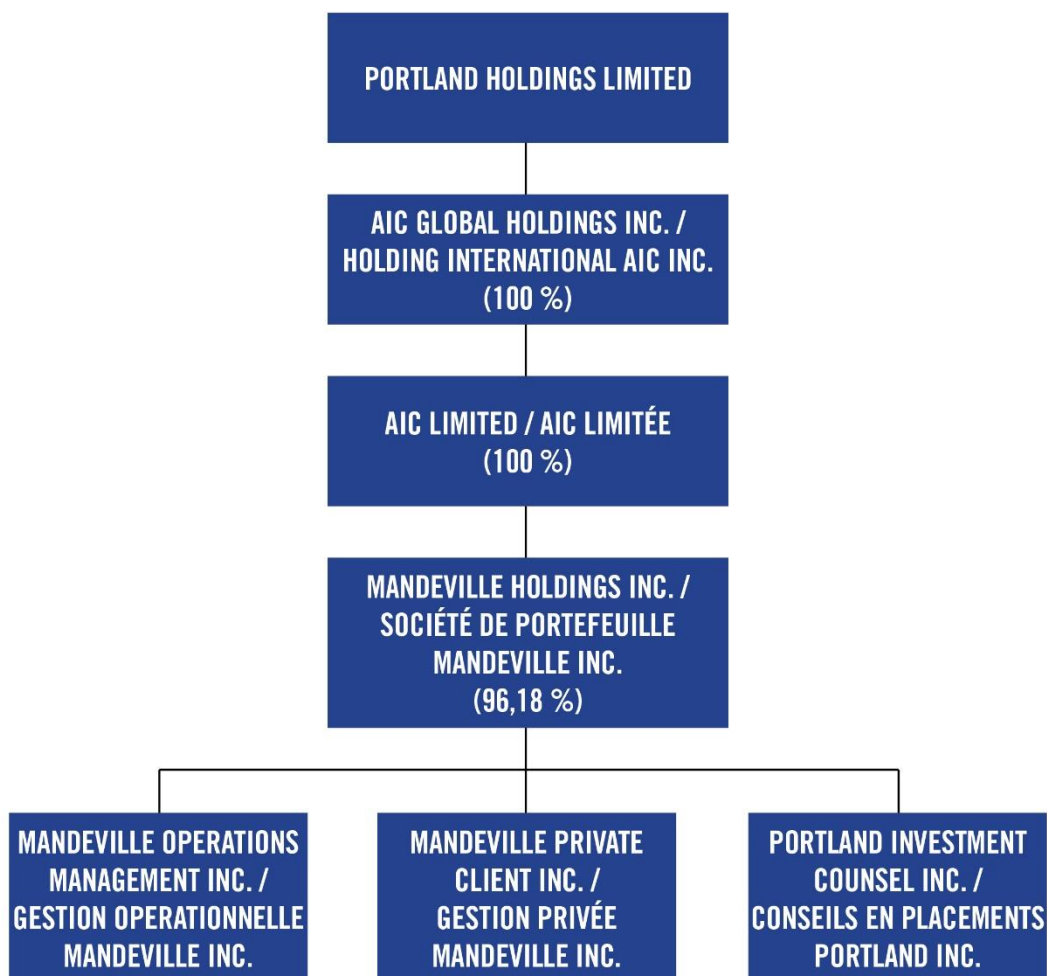 PORTLAND HOLDINGS LIMITED
AIC GLOBAL HOLDINGS INC. /
HOLDING INTERNATIONAL AIC INC.
(100 %)
AIC LIMITED / AIC LIMITÉE
(100 %)
MANDEVILLE HOLDINGS INC. /
SOCIÉTÉ DE PORTEFEUILLE
MANDEVILLE INC.
(96,18 %)
MANDEVILLE OPERATIONS
MANAGEMENT INC. /
GESTION OPERATIONNELLE
MANDEVILLE INC.
MANDEVILLE PRIVATE
CLIENT INC. /
GESTION PRIVÉE
MANDEVILLE INC.
PORTLAND INVESTMENT
COUNSEL INC. /
CONSEILS EN PLACEMENTS
PORTLAND INC.